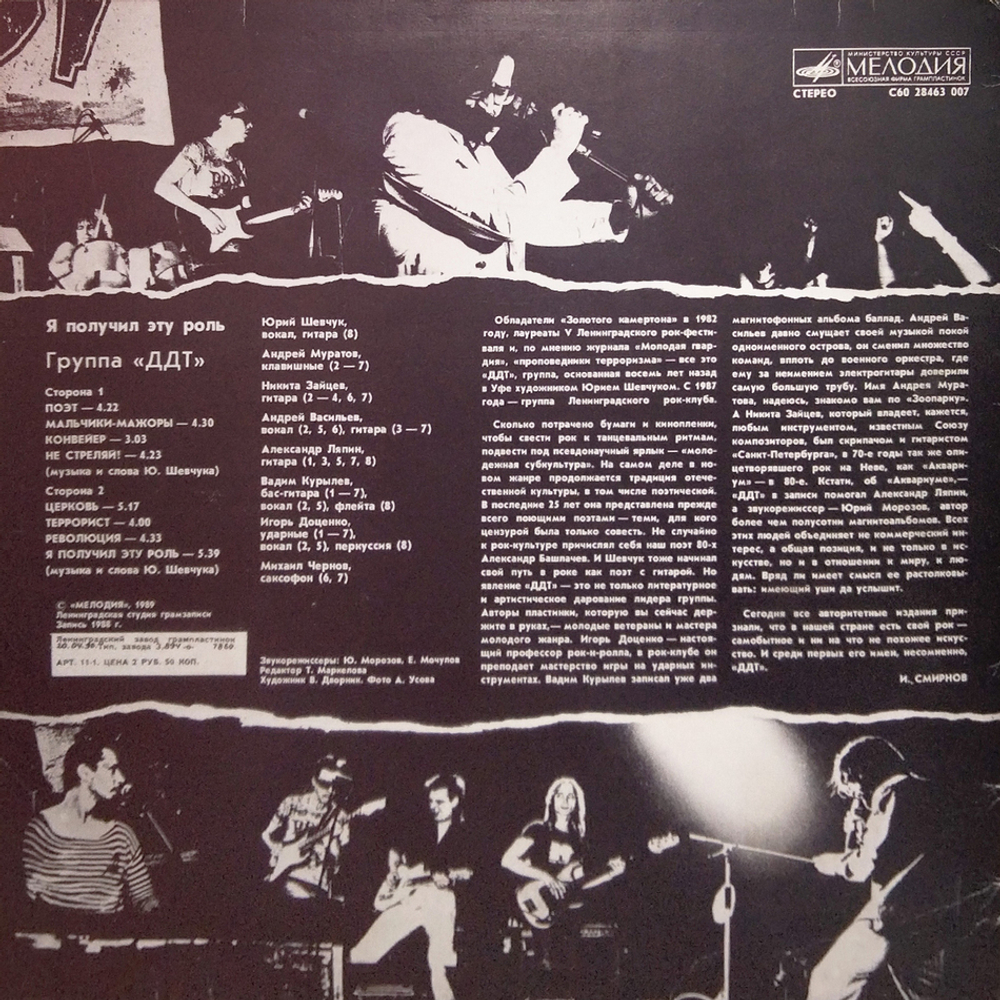 МИНИСТЕРСТВО КУЛЬТУРЫ СССР
МЕЛОДИЯ
ВСЕСОЮЗНАЯ ФИРМА ГРАМПЛАСТИНОК
СТЕРЕО С60 28463 007
Я получил эту роль
Группа «ДДТ»
Сторона 1
ПОЭТ — 4.22
МАЛЬЧИКИ-МАЖОРЫ — 4.30
КОНВЕЙЕР — 3.03
НЕ СТРЕЛЯЙ! — 4.23
(музыка и слова Ю. Шевчука)
Сторона 2
ЦЕРКОВЬ — 5.17
ТЕРРОРИСТ — 4.00
РЕВОЛЮЦИЯ — 4.33
Я ПОЛУЧИЛ ЭТУ РОЛЬ — 5.39
(музыка и слова Ю. Шевчука)
© «МЕЛОДИЯ», 1989
Ленинградская студия грамзаписи
Запись 1988 г.
Ленинградский завод грампластинок
Тип. завода
АРТ. 11-1. ЦЕНА 2 РУБ. 50 КОП.
Юрий Шевчук,
вокал, гитара (8)
Андрей Муратов,
клавишные (2 — 7)
Никита Зайцев,
гитара (2 — 4, 6, 7)
Андрей Васильев,
вокал (2, 5, 6), гитара (3 — 7)
Александр Ляпин,
гитара (1, 3, 5, 7, 8)
Вадим Курылев,
бас-гитара (1 — 7),
вокал (2, 5), флейта (8)
Игорь Доценко,
ударные (1 — 7),
вокал (2, 5), перкуссия (8)
Михаил Чернов,
саксофон (6, 7)
Звукорежиссеры: Ю. Морозов, Е. Мочулов
Редактор Т. Маркелова
Художник В. Дворник. Фото А. Усова
Обладатели «Золотого камертона» в 1982
году, лауреаты V Ленинградского рок-фести-
валя и, по мнению журнала «Молодая гвар-
дия», «проповедники терроризма» — все это
«ДДТ», группа, основанная восемь лет назад
в Уфе художником Юрием Шевчуком. С 1987
года — группа Ленинградского рок-клуба.
Сколько потрачено бумаги и кинопленки,
чтобы свести рок к танцевальным ритмам,
подвести под псевдонаучный ярлык — «моло-
дежная субкультура». На самом деле в но-
вом жанре продолжается традиция отече-
ственной культуры, в том числе поэтической.
В последние 25 лет она представлена прежде
всего поющими поэтами — теми, для кого
цензурой была только совесть. Не случайно
к рок-культуре причислял себя наш поэт 80-х
Александр Башлачев. И Шевчук тоже начинал
свой путь в роке как поэт с гитарой. Но
явление «ДДТ» — это не только литературное
и артистическое дарование лидера группы.
Авторы пластинки, которую вы сейчас дер-
жите в руках,— молодые ветераны и мастера
молодого жанра. Игорь Доценко — настоя-
щий профессор рок-н-ролла, в рок-клубе он
преподает мастерство игры на ударных ин-
струментах. Вадим Курылев записал уже два
магнитофонных альбома баллад. Андрей Ва-
сильев давно смущает своей музыкой покой
одноименного острова, он сменил множество
команд, вплоть до военного оркестра, где
ему за неимением электрогитары доверили
самую большую трубу. Имя Андрея Мура-
това, надеюсь, знакомо вам по «Зоопарку».
А Никита Зайцев, который владеет, кажется,
любым инструментом, известным Союзу
композиторов, был скрипачом и гитаристом
«Санкт-Петербурга», в 70-е годы так же оли-
цетворявшего рок на Неве, как «Аквари-
ум» — в 80-е. Кстати, об «Аквариуме»,—
«ДДТ» в записи помогал Александр Ляпин,
а звукорежиссер — Юрий Морозов, автор
более чем полусотни магнитоальбомов. Всех
этих людей объединяет не коммерческий ин-
терес, а общая позиция, и не только в ис-
кусстве, но и в отношении к миру, к лю-
дям. Вряд ли имеет смысл ее растолковы-
вать: имеющий уши да услышит.
Сегодня все авторитетные издания при-
знали, что в нашей стране есть свой рок —
самобытное и ни на что не похожее искус-
ство. И среди первых его имен, несомненно,
«ДДТ».
И. СМИРНОВ